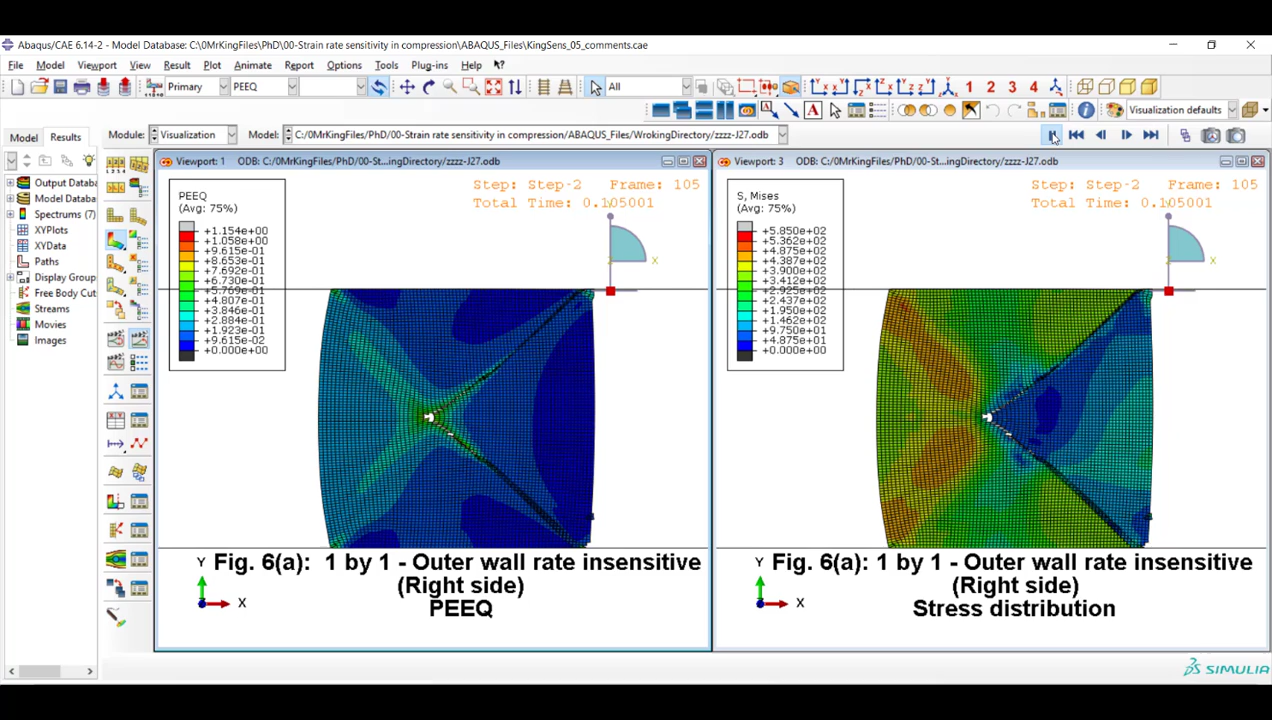 Abaqus/CAE 6.14-2 - Model Database: C:\0MrKingFiles\PhD\00-Strain rate sensitivity in compression\ABAQUS_Files\KingSens_05_comments.cae
File Model Viewport View Result Plot Animate Report Options Tools Plug-ins Help
Primary PEEQ All 1 2 3 4
Visualization defaults
Model Results Module: Visualization Model: C:/0MrKingFiles/PhD/00-Strain rate sensitivity in compression/ABAQUS_Files/WrokingDirectory/zzzz-J27.odb
Output Databa
Model Databa
Spectrums (7)
XYPlots
XYData
Paths
Display Group
Free Body Cut
Streams
Movies
Images
Viewport: 1 ODB: C:/0MrKingFiles/PhD/00-St...ingDirectory/zzzz-J27.odb
PEEQ
(Avg: 75%)
+1.154e+00
+1.058e+00
+9.615e-01
+8.653e-01
+7.692e-01
+6.730e-01
+5.769e-01
+4.807e-01
+3.846e-01
+2.884e-01
+1.923e-01
+9.615e-02
+0.000e+00
Step: Step-2 Frame: 105
Total Time: 0.105001
X
Y
X
Fig. 6(a): 1 by 1 - Outer wall rate insensitive
(Right side)
PEEQ
Viewport: 3 ODB: C:/0MrKingFiles/PhD/00-St...ingDirectory/zzzz-J27.odb
S, Mises
(Avg: 75%)
+5.850e+02
+5.362e+02
+4.875e+02
+4.387e+02
+3.900e+02
+3.412e+02
+2.925e+02
+2.437e+02
+1.950e+02
+1.462e+02
+9.750e+01
+4.875e+01
+0.000e+00
Step: Step-2 Frame: 105
Total Time: 0.105001
X
Y
X
Fig. 6(a): 1 by 1 - Outer wall rate insensitive
(Right side)
Stress distribution
SIMULIA